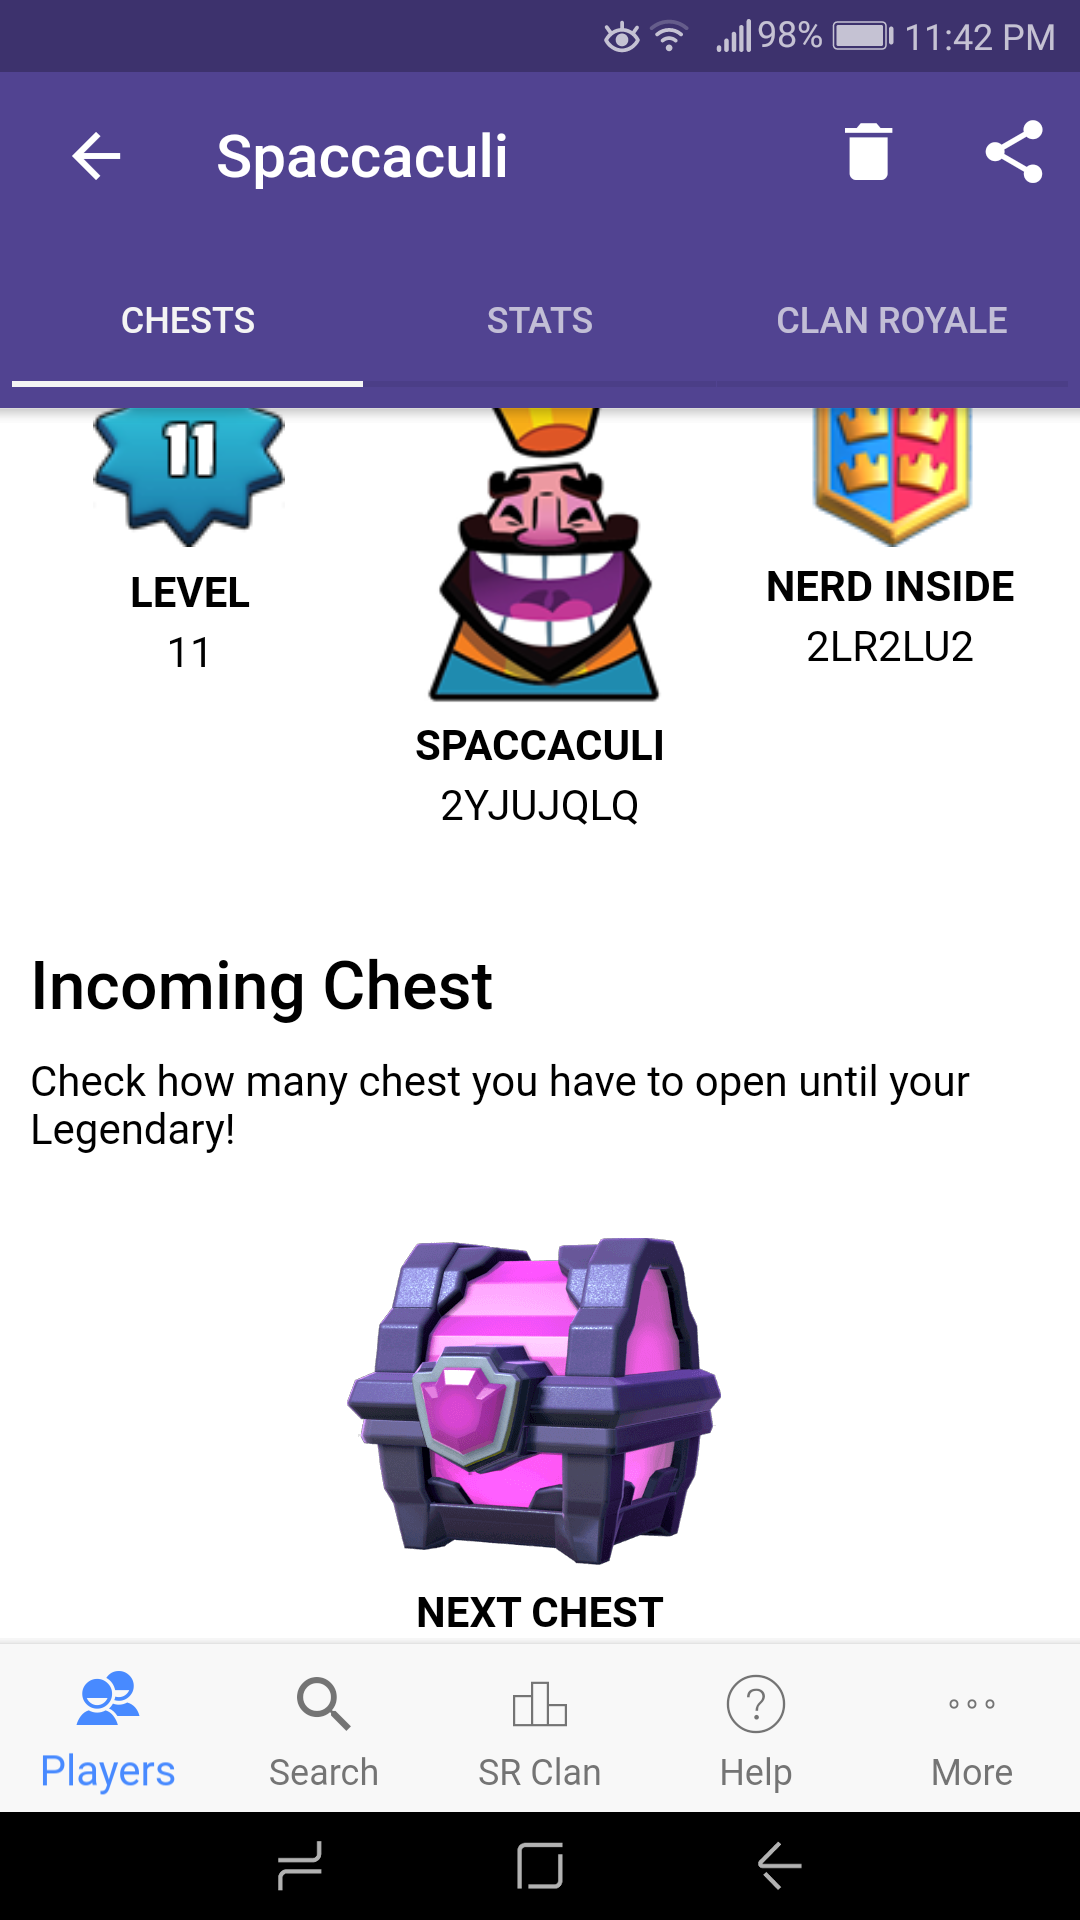 98% 11:42 PM
Spaccaculi
CHESTS STATS CLAN ROYALE
11
LEVEL
11
NERD INSIDE
2LR2LU2
SPACCACULI
2YJUJQLQ
Incoming Chest
Check how many chest you have to open until your
Legendary!
NEXT CHEST
Players Search SR Clan Help More